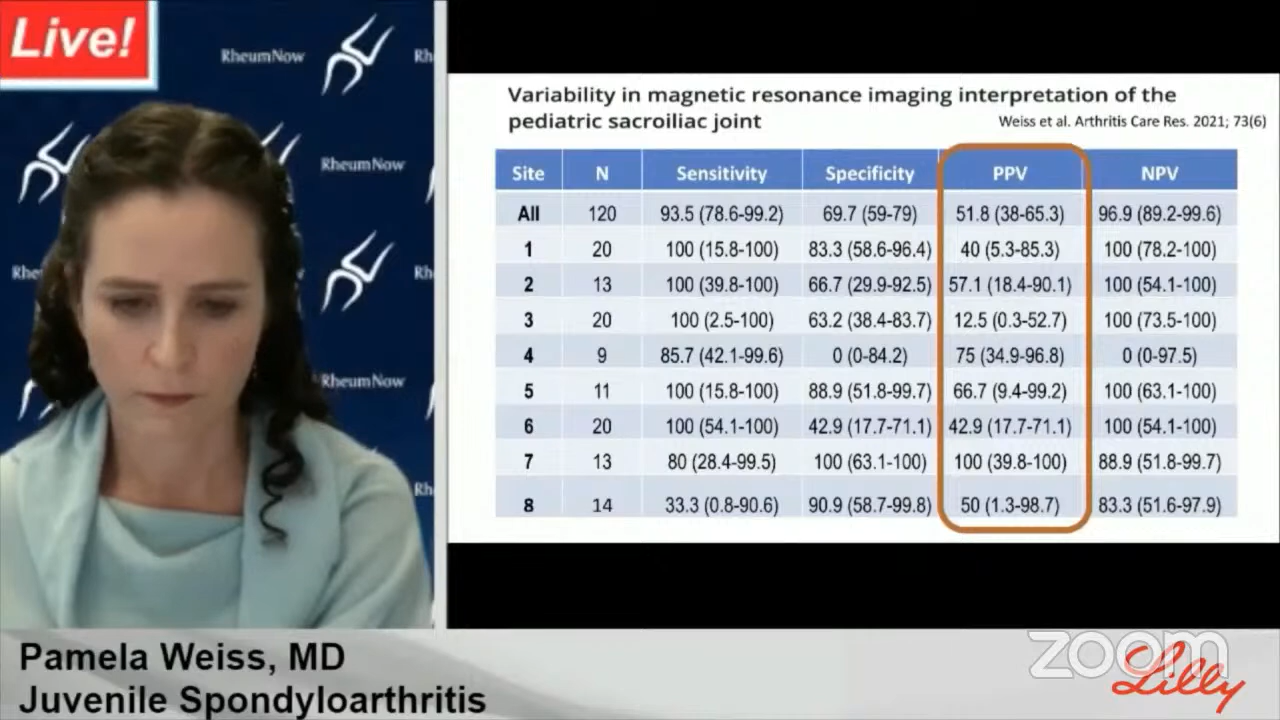 Live!
RheumNow
Rh
RheumNow
Rhe
RheumNow
Rh
Variability in magnetic resonance imaging interpretation of the
pediatric sacroiliac joint
Weiss et al. Arthritis Care Res. 2021; 73(6)
Site N Sensitivity Specificity PPV NPV
All 120 93.5 (78.6-99.2) 69.7 (59-79) 51.8 (38-65.3) 96.9 (89.2-99.6)
1 20 100 (15.8-100) 83.3 (58.6-96.4) 40 (5.3-85.3) 100 (78.2-100)
2 13 100 (39.8-100) 66.7 (29.9-92.5) 57.1 (18.4-90.1) 100 (54.1-100)
3 20 100 (2.5-100) 63.2 (38.4-83.7) 12.5 (0.3-52.7) 100 (73.5-100)
4 9 85.7 (42.1-99.6) 0 (0-84.2) 75 (34.9-96.8) 0 (0-97.5)
5 11 100 (15.8-100) 88.9 (51.8-99.7) 66.7 (9.4-99.2) 100 (63.1-100)
6 20 100 (54.1-100) 42.9 (17.7-71.1) 42.9 (17.7-71.1) 100 (54.1-100)
7 13 80 (28.4-99.5) 100 (63.1-100) 100 (39.8-100) 88.9 (51.8-99.7)
8 14 33.3 (0.8-90.6) 90.9 (58.7-99.8) 50 (1.3-98.7) 83.3 (51.6-97.9)
Pamela Weiss, MD
Juvenile Spondyloarthritis
zoom
Lilly